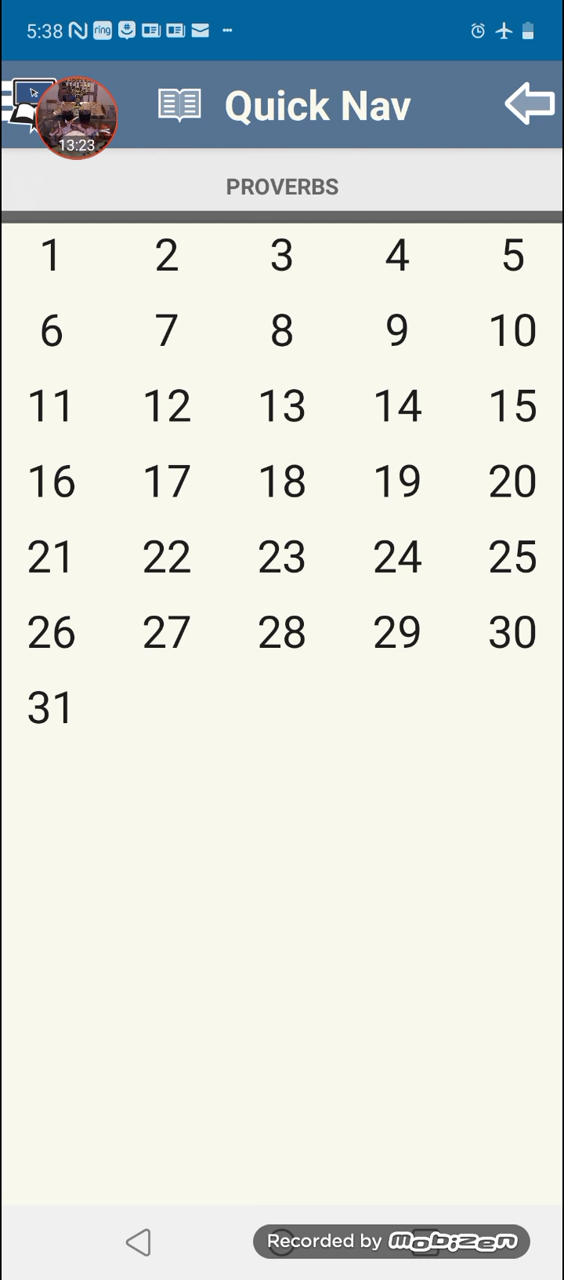 5:38 ring
Quick Nav
13:23
PROVERBS
1 2 3 4 5
6 7 8 9 10
11 12 13 14 15
16 17 18 19 20
21 22 23 24 25
26 27 28 29 30
31
Recorded by mobizen